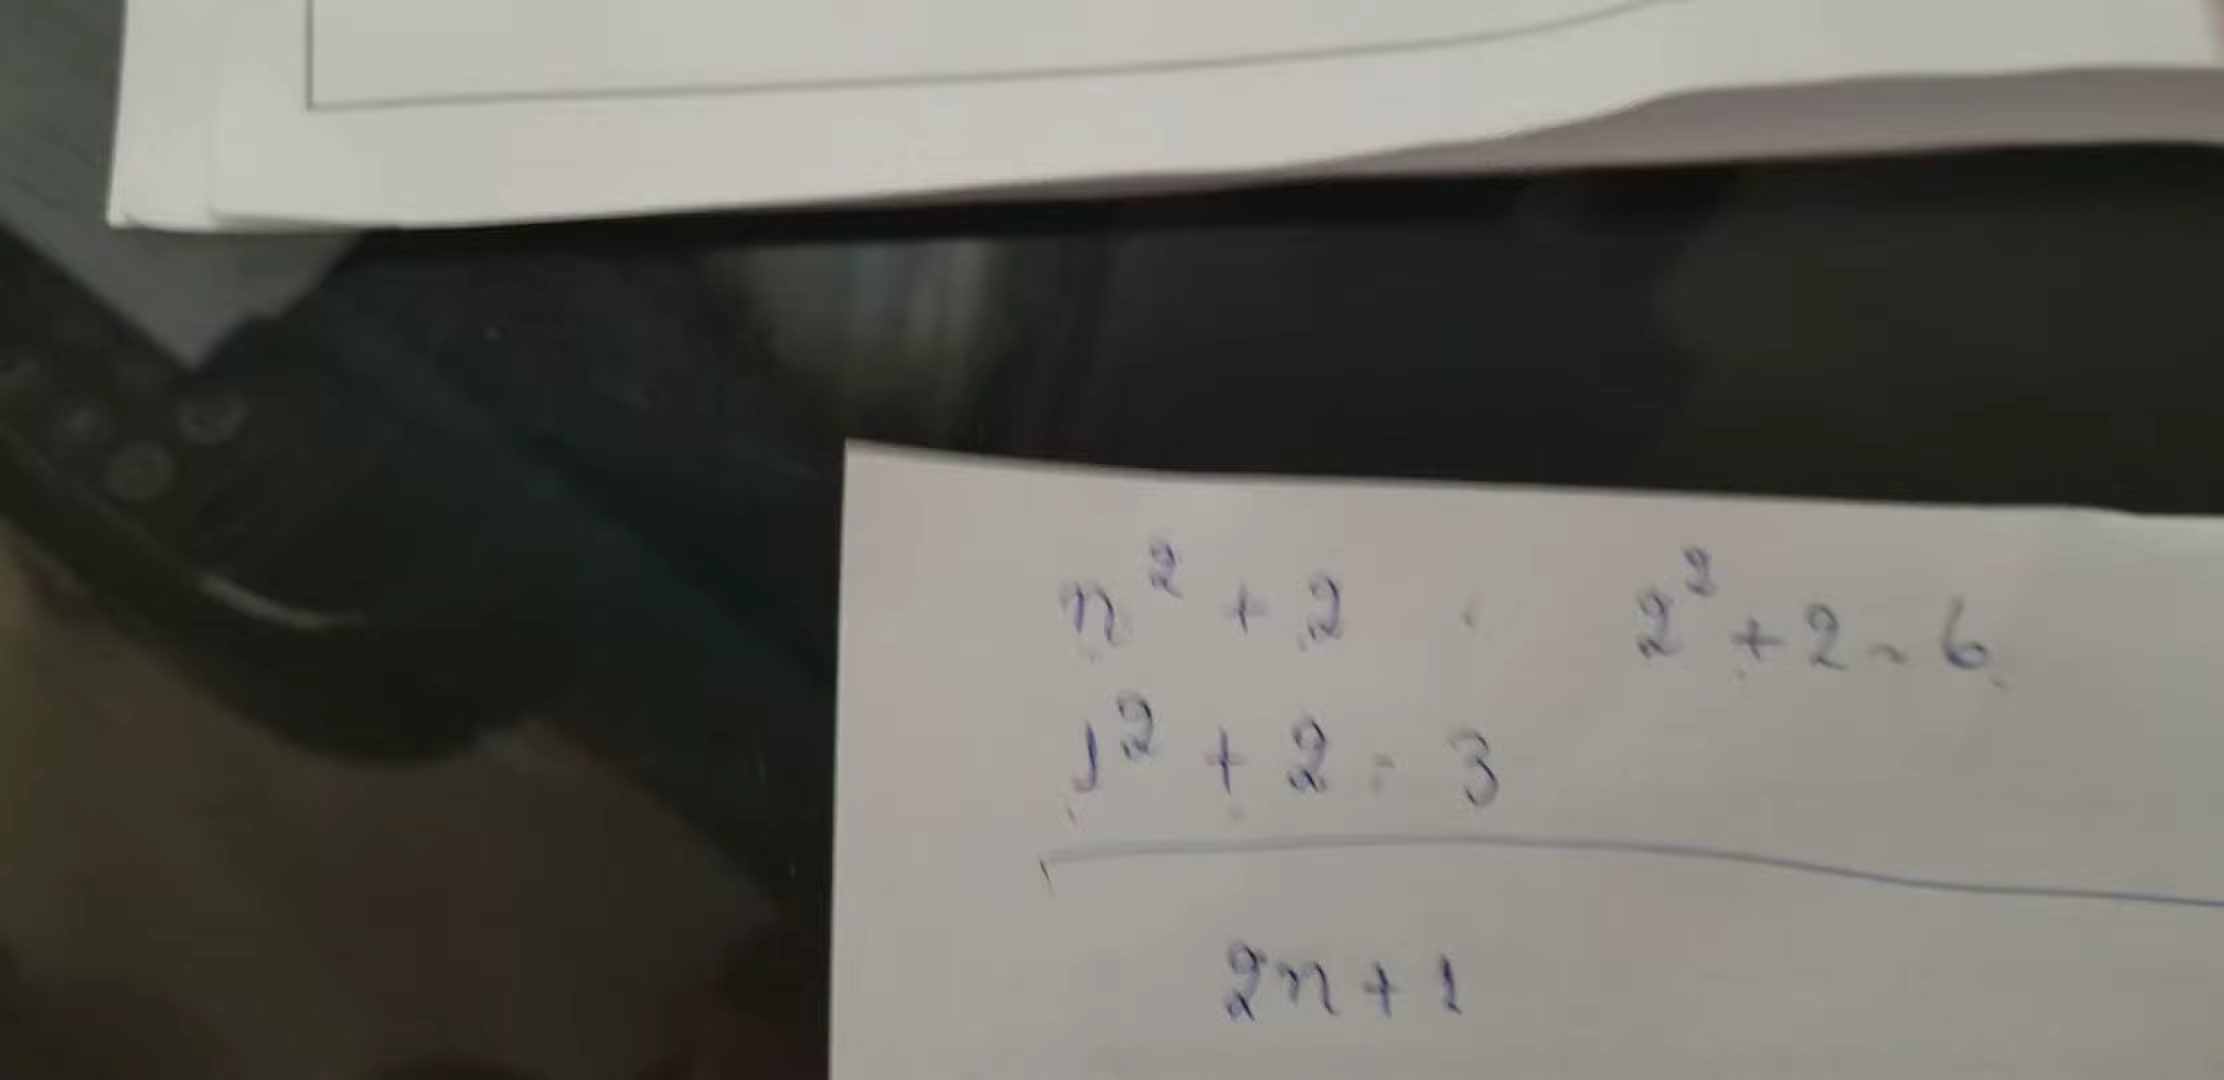 n² + 2 2² + 2 = 6
1² + 2 = 3
2n + 1